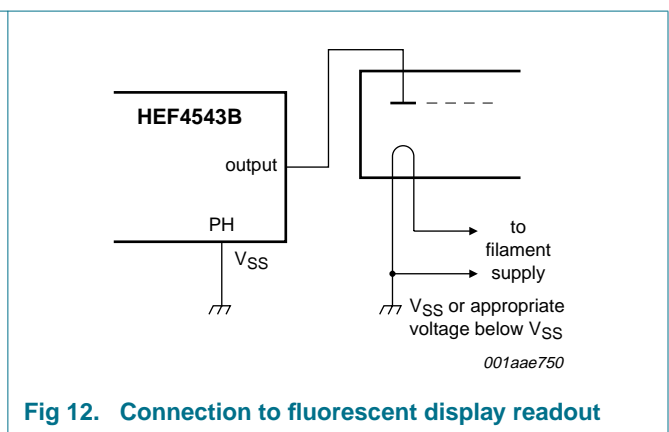 HEF4543B
output
PH
VSS
to
filament
supply
VSS or appropriate
voltage below VSS
001aae750
Fig 12. Connection to fluorescent display readout